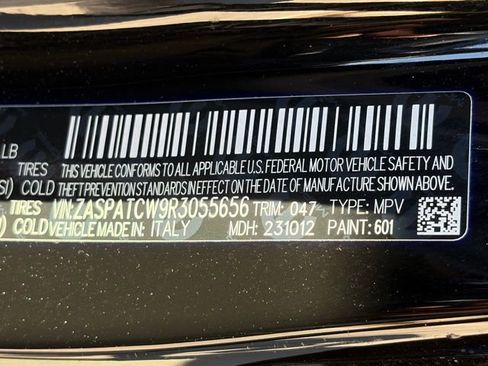 LB
TIRES THIS VEHICLE CONFORMS TO ALL APPLICABLE U.S. FEDERAL MOTOR VEHICLE SAFETY AND
SI) COLD THEFT PREVENTION STANDARDS IN EFFECT ON THE DATE OF MANUFACTURE SHOWN ABOVE.
TIRES VIN: ZASPATCW9R3055656 TRIM: 047 TYPE: MPV
) COLD VEHICLE MADE IN: ITALY MDH: 231012 PAINT: 601